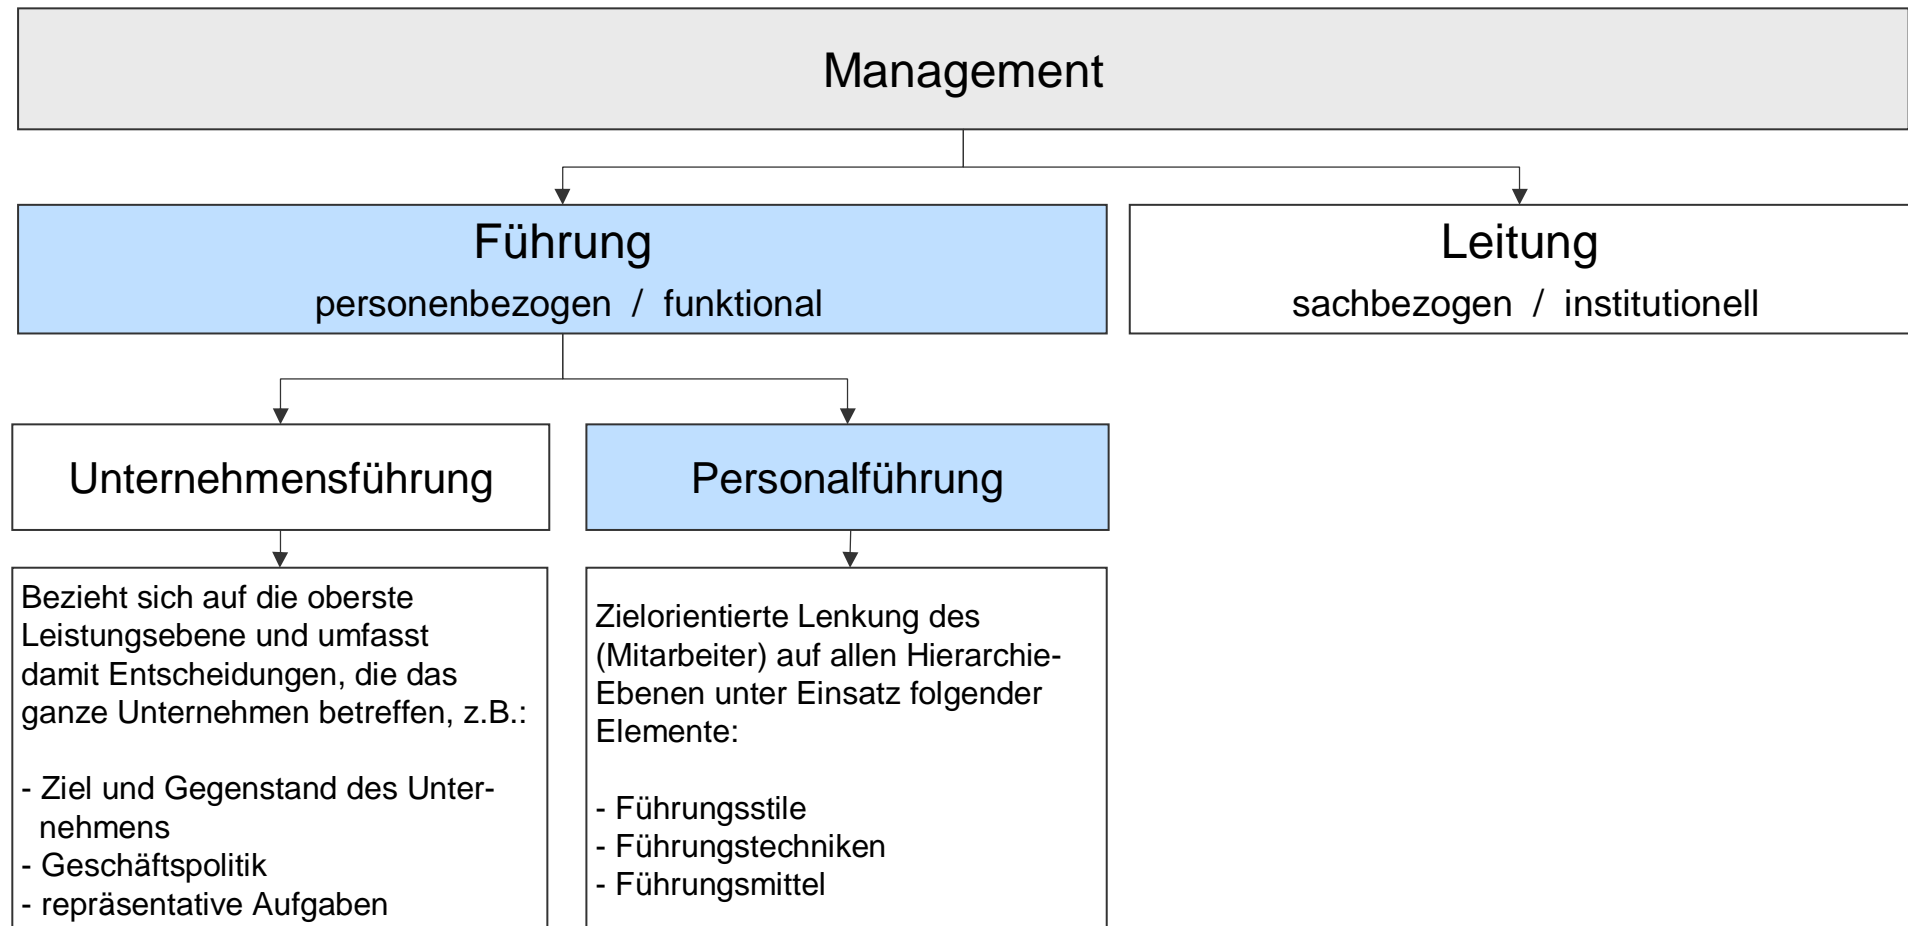 Management
Führung
personenbezogen / funktional
Leitung
sachbezogen / institutionell
Unternehmensführung
Personalführung
Bezieht sich auf die oberste
Leistungsebene und umfasst
damit Entscheidungen, die das
ganze Unternehmen betreffen, z.B.:
- Ziel und Gegenstand des Unter-
nehmens
- Geschäftspolitik
- repräsentative Aufgaben
Zielorientierte Lenkung des
(Mitarbeiter) auf allen Hierarchie-
Ebenen unter Einsatz folgender
Elemente:
- Führungsstile
- Führungstechniken
- Führungsmittel